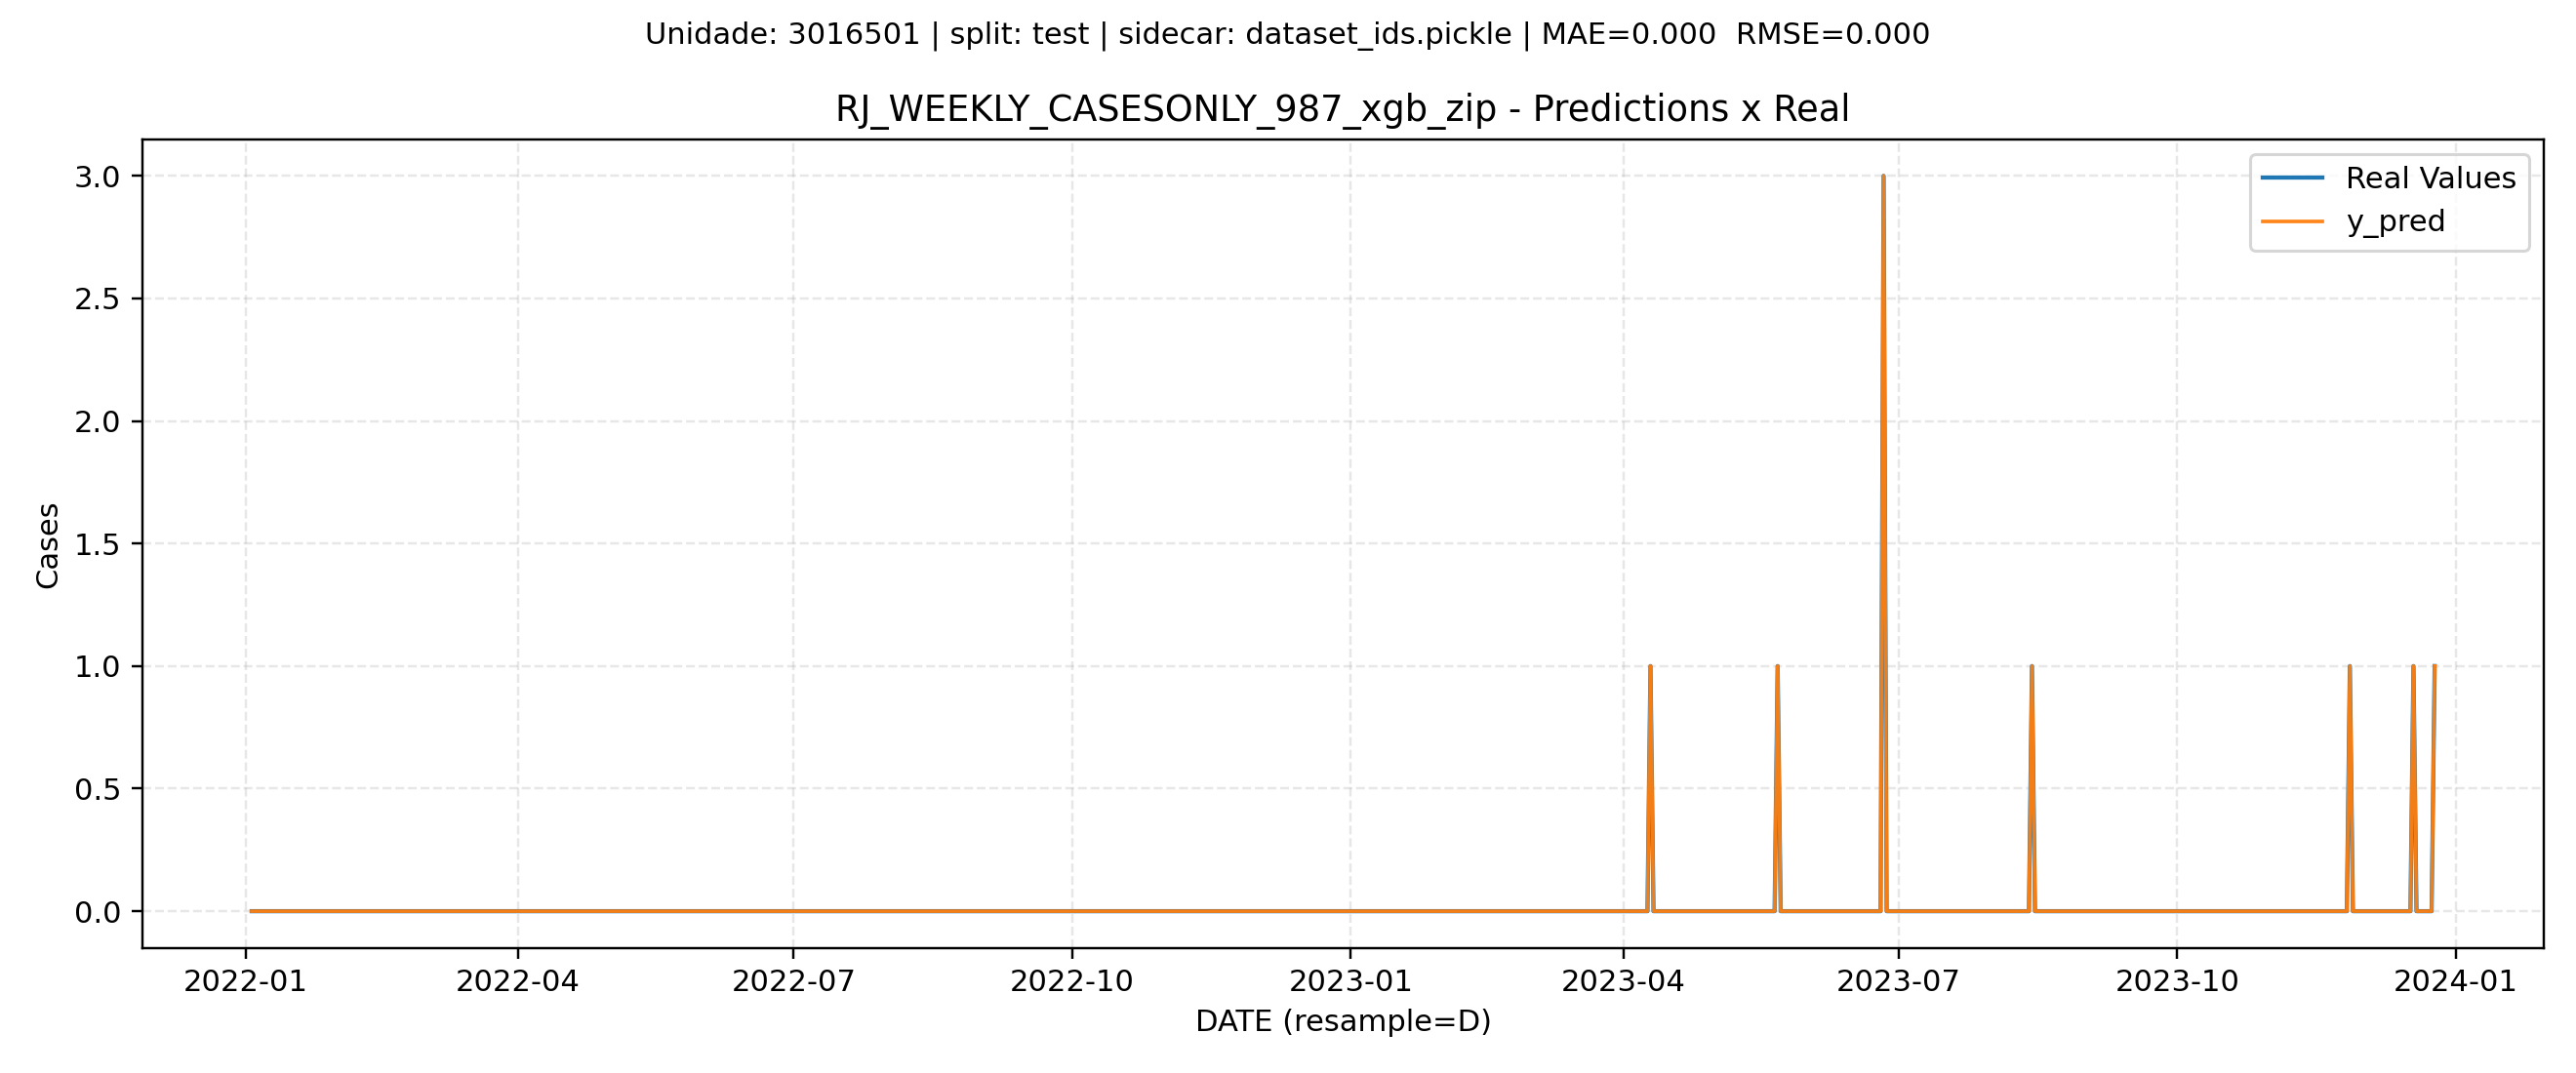 Unidade: 3016501 | split: test | sidecar: dataset_ids.pickle | MAE=0.000  RMSE=0.000
RJ_WEEKLY_CASESONLY_987_xgb_zip - Predictions x Real
Real Values
y_pred
3.0
2.5
2.0
1.5
1.0
0.5
0.0
Cases
2022-01 2022-04 2022-07 2022-10 2023-01 2023-04 2023-07 2023-10 2024-01
DATE (resample=D)